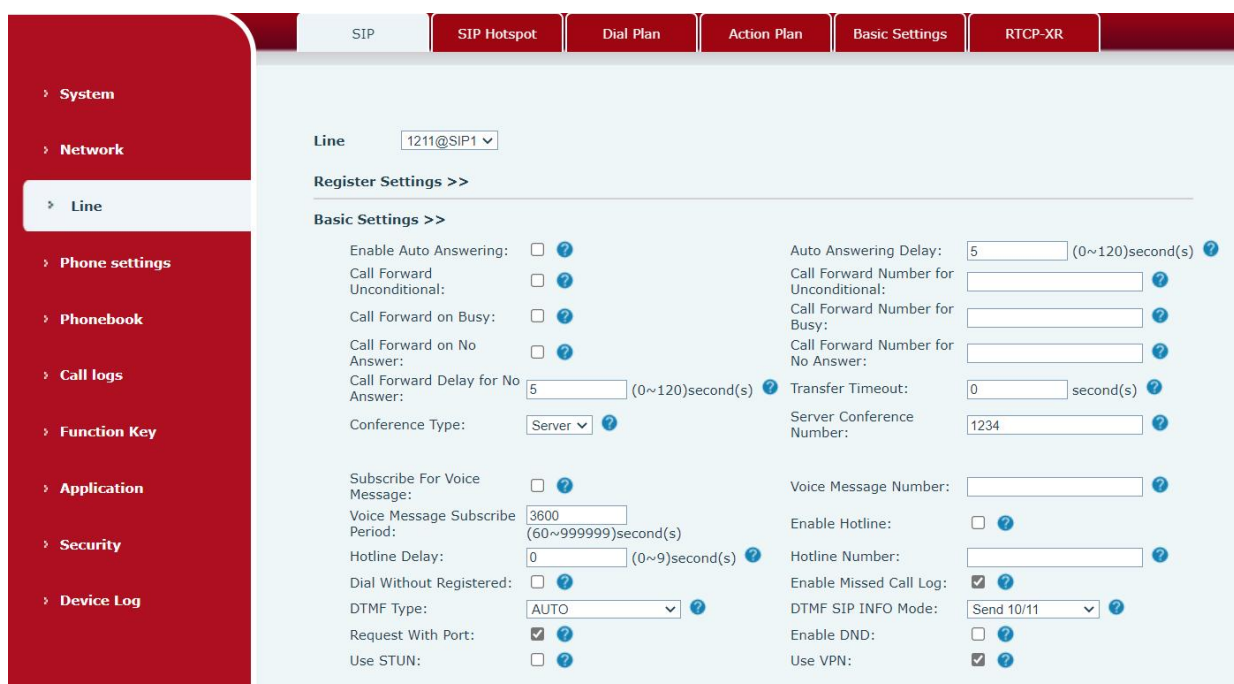 SIP
SIP Hotspot
Dial Plan
Action Plan
Basic Settings
RTCP-XR
System
Network
Line
Phone settings
Phonebook
Call logs
Function Key
Application
Security
Device Log
Line 1211@SIP1
Register Settings >>
Basic Settings >>
Enable Auto Answering:
Auto Answering Delay: 5 (0~120)second(s)
Call Forward
Unconditional:
Call Forward Number for
Unconditional:
Call Forward on Busy:
Call Forward Number for
Busy:
Call Forward on No
Answer:
Call Forward Number for
No Answer:
Call Forward Delay for No
Answer:
5 (0~120)second(s)
Transfer Timeout: 0 second(s)
Conference Type: Server
Server Conference
Number:
1234
Subscribe For Voice
Message:
Voice Message Number:
Voice Message Subscribe
Period:
3600
(60~999999)second(s)
Enable Hotline:
Hotline Delay: 0 (0~9)second(s)
Hotline Number:
Dial Without Registered:
Enable Missed Call Log:
DTMF Type: AUTO
DTMF SIP INFO Mode: Send 10/11
Request With Port:
Enable DND:
Use STUN:
Use VPN: